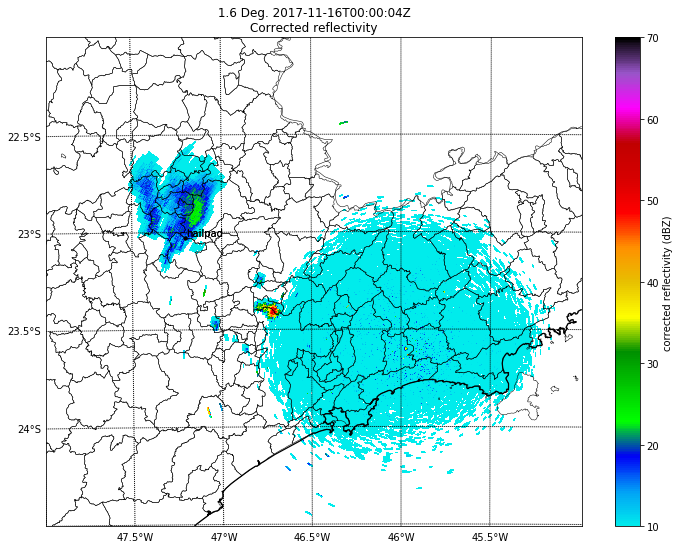 1.6 Deg. 2017-11-16T00:00:04Z
Corrected reflectivity
70
60
50
40
30
20
10
corrected reflectivity (dBZ)
22.5°S
23°S
23.5°S
24°S
hailpad
47.5°W
47°W
46.5°W
46°W
45.5°W